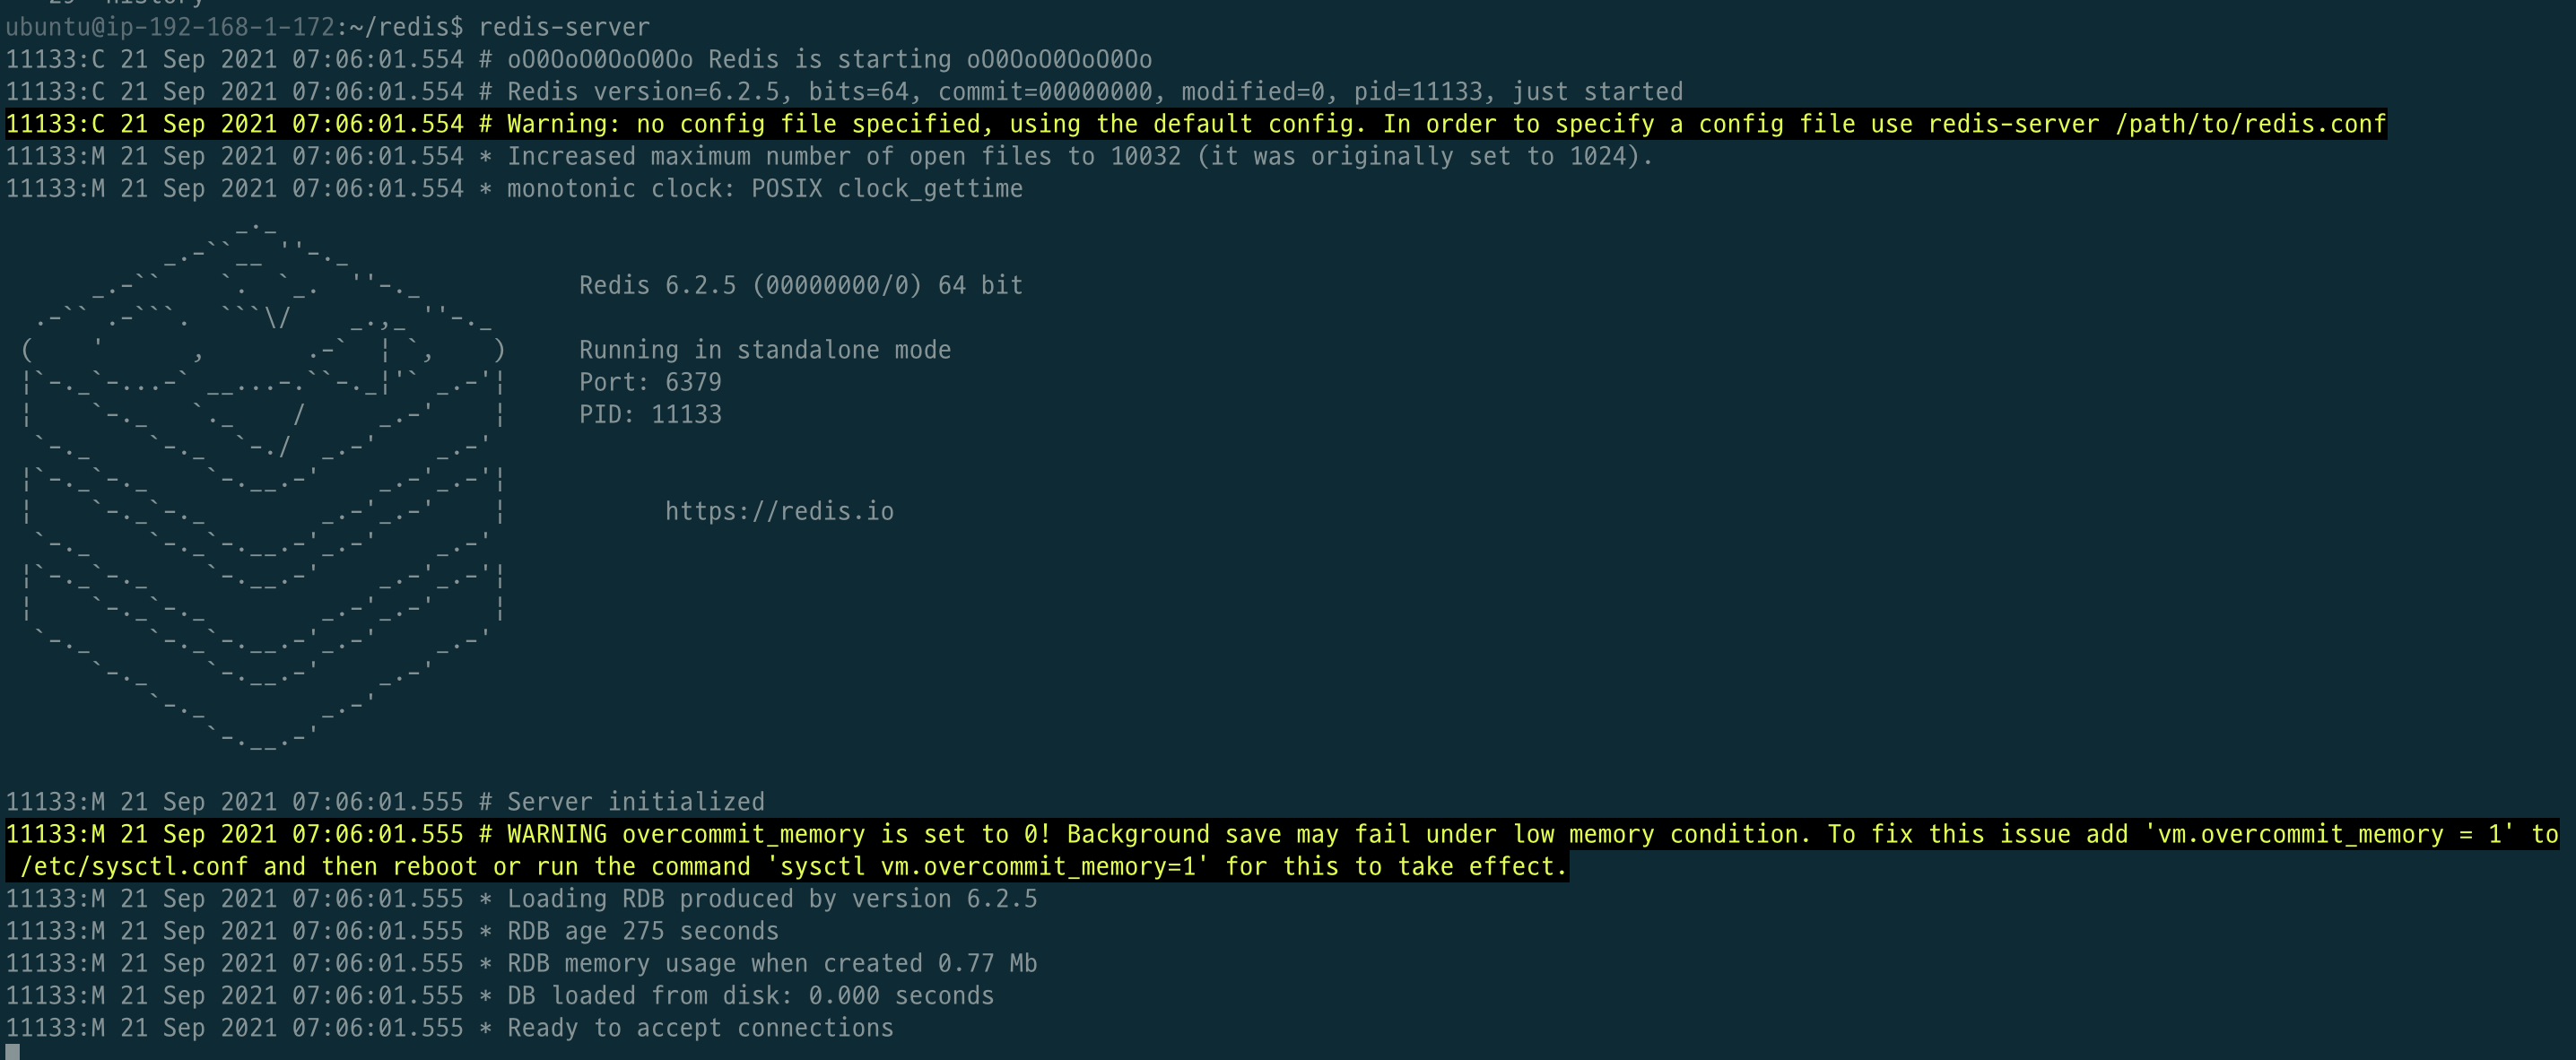 29  history
ubuntu@ip-192-168-1-172:~/redis$ redis-server
11133:C 21 Sep 2021 07:06:01.554 # oO0OoO0OoO0Oo Redis is starting oO0OoO0OoO0Oo
11133:C 21 Sep 2021 07:06:01.554 # Redis version=6.2.5, bits=64, commit=00000000, modified=0, pid=11133, just started
11133:C 21 Sep 2021 07:06:01.554 # Warning: no config file specified, using the default config. In order to specify a config file use redis-server /path/to/redis.conf
11133:M 21 Sep 2021 07:06:01.554 * Increased maximum number of open files to 10032 (it was originally set to 1024).
11133:M 21 Sep 2021 07:06:01.554 * monotonic clock: POSIX clock_gettime
Redis 6.2.5 (00000000/0) 64 bit
Running in standalone mode
Port: 6379
PID: 11133
https://redis.io
11133:M 21 Sep 2021 07:06:01.555 # Server initialized
11133:M 21 Sep 2021 07:06:01.555 # WARNING overcommit_memory is set to 0! Background save may fail under low memory condition. To fix this issue add 'vm.overcommit_memory = 1' to
/etc/sysctl.conf and then reboot or run the command 'sysctl vm.overcommit_memory=1' for this to take effect.
11133:M 21 Sep 2021 07:06:01.555 * Loading RDB produced by version 6.2.5
11133:M 21 Sep 2021 07:06:01.555 * RDB age 275 seconds
11133:M 21 Sep 2021 07:06:01.555 * RDB memory usage when created 0.77 Mb
11133:M 21 Sep 2021 07:06:01.555 * DB loaded from disk: 0.000 seconds
11133:M 21 Sep 2021 07:06:01.555 * Ready to accept connections